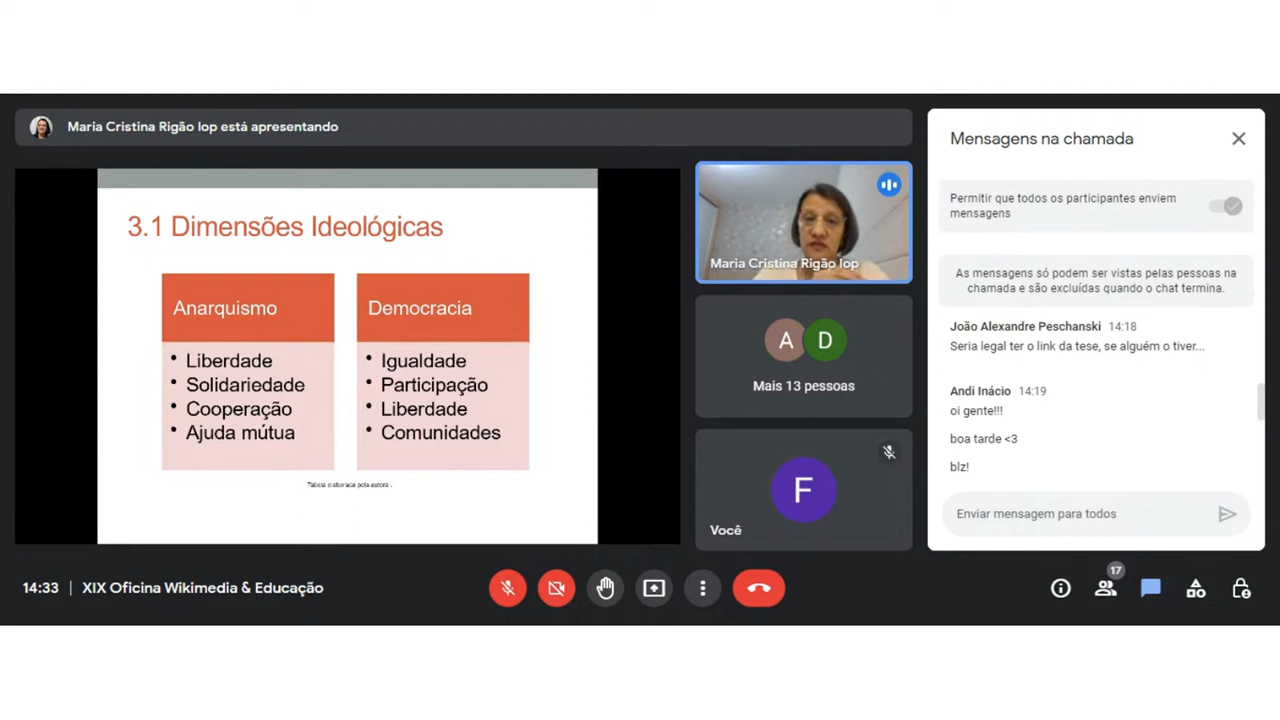 Maria Cristina Rigão Iop está apresentando
3.1 Dimensões Ideológicas
Anarquismo
• Liberdade
• Solidariedade
• Cooperação
• Ajuda mútua
Democracia
• Igualdade
• Participação
• Liberdade
• Comunidades
Tabela elaborada pela autora .
Maria Cristina Rigão Iop
A
D
Mais 13 pessoas
F
Você
Mensagens na chamada
Permitir que todos os participantes enviem
mensagens
As mensagens só podem ser vistas pelas pessoas na
chamada e são excluídas quando o chat termina.
João Alexandre Peschanski 14:18
Seria legal ter o link da tese, se alguém o tiver...
Andi Inácio 14:19
oi gente!!!
boa tarde <3
blz!
Enviar mensagem para todos
14:33 | XIX Oficina Wikimedia & Educação
17